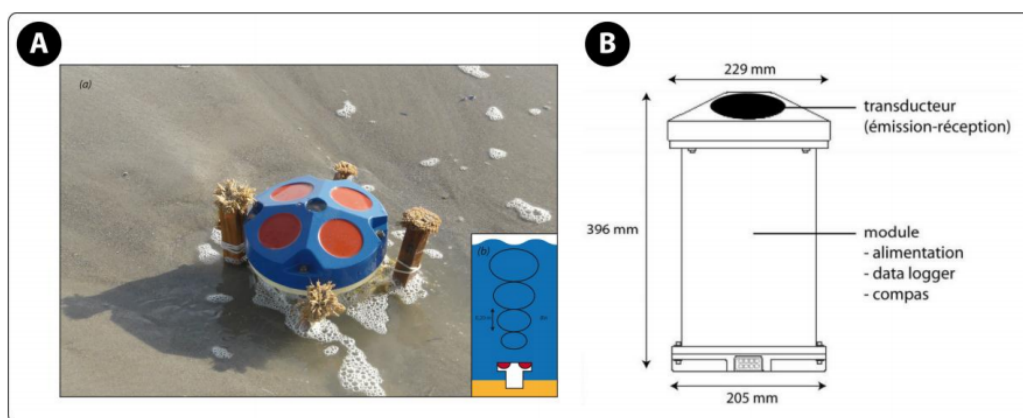 A
(a)
(b)
B
229 mm
transducteur
(émission-réception)
396 mm
module
- alimentation
- data logger
- compas
205 mm